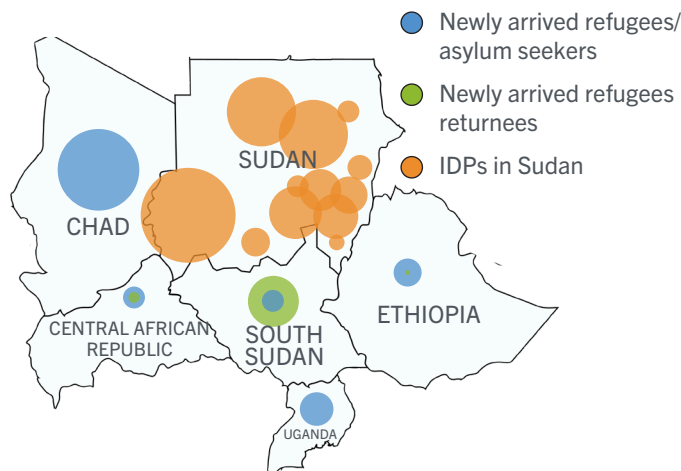 Newly arrived refugees/
asylum seekers
Newly arrived refugees
returnees
IDPs in Sudan
SUDAN
CHAD
CENTRAL AFRICAN
REPUBLIC
SOUTH
SUDAN
ETHIOPIA
UGANDA